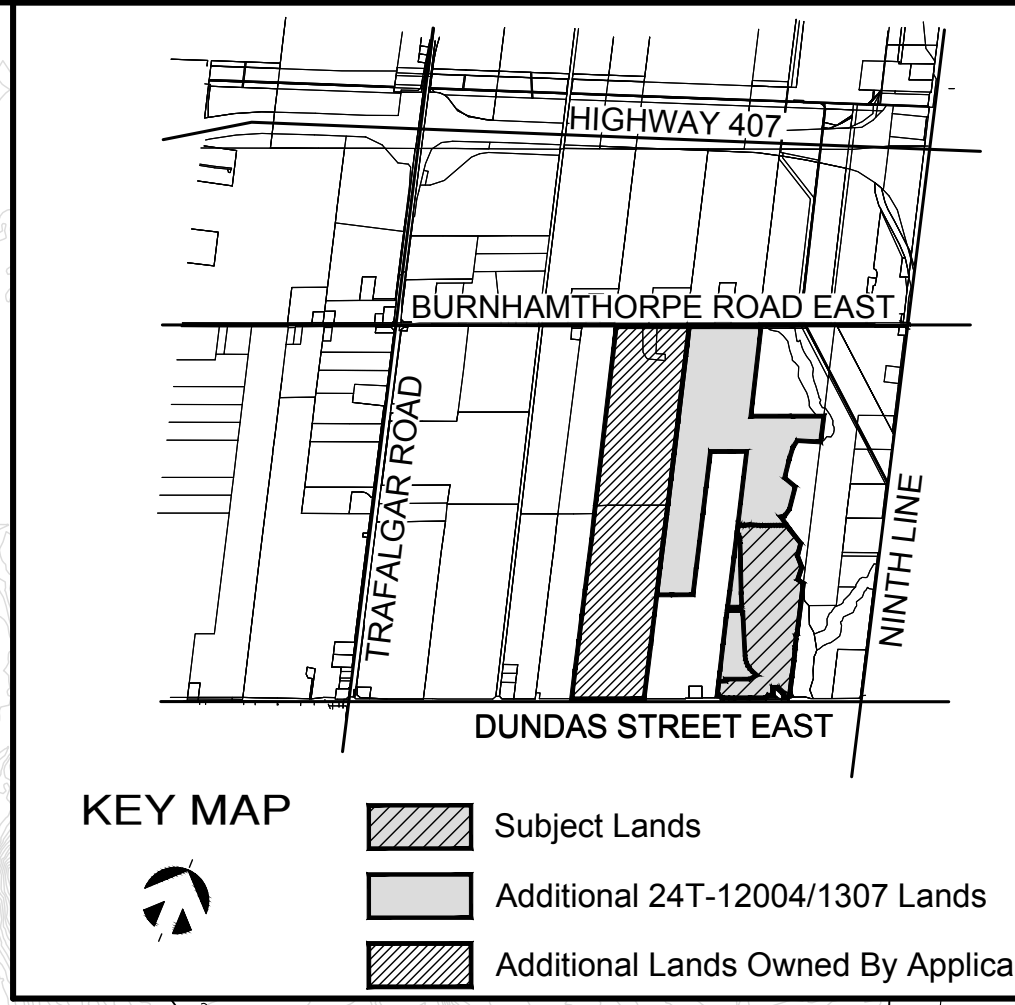 HIGHWAY 407
BURNHAMTHORPE ROAD EAST
TRAFALGAR ROAD
NINTH LINE
DUNDAS STREET EAST
KEY MAP
Subject Lands
Additional 24T-12004/1307 Lands
Additional Lands Owned By Applica